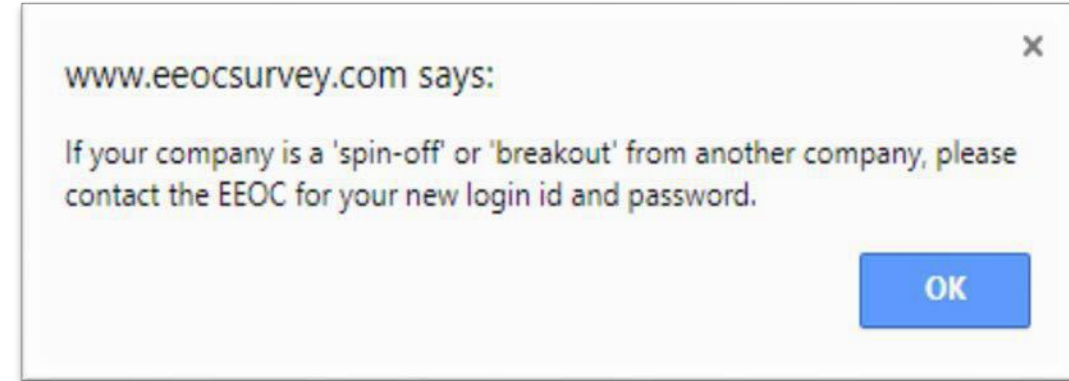 www.eeocsurvey.com says:
If your company is a 'spin-off' or 'breakout' from another company, please
contact the EEOC for your new login id and password.
OK